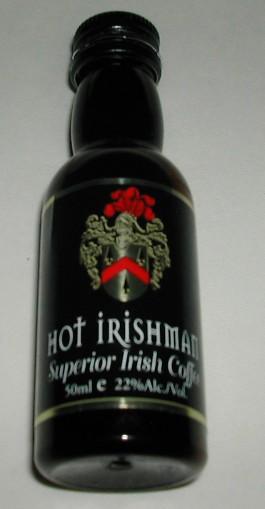 HOT IRISHMAN
Superior Irish Coffe
50ml e 22%Alc./Vol.